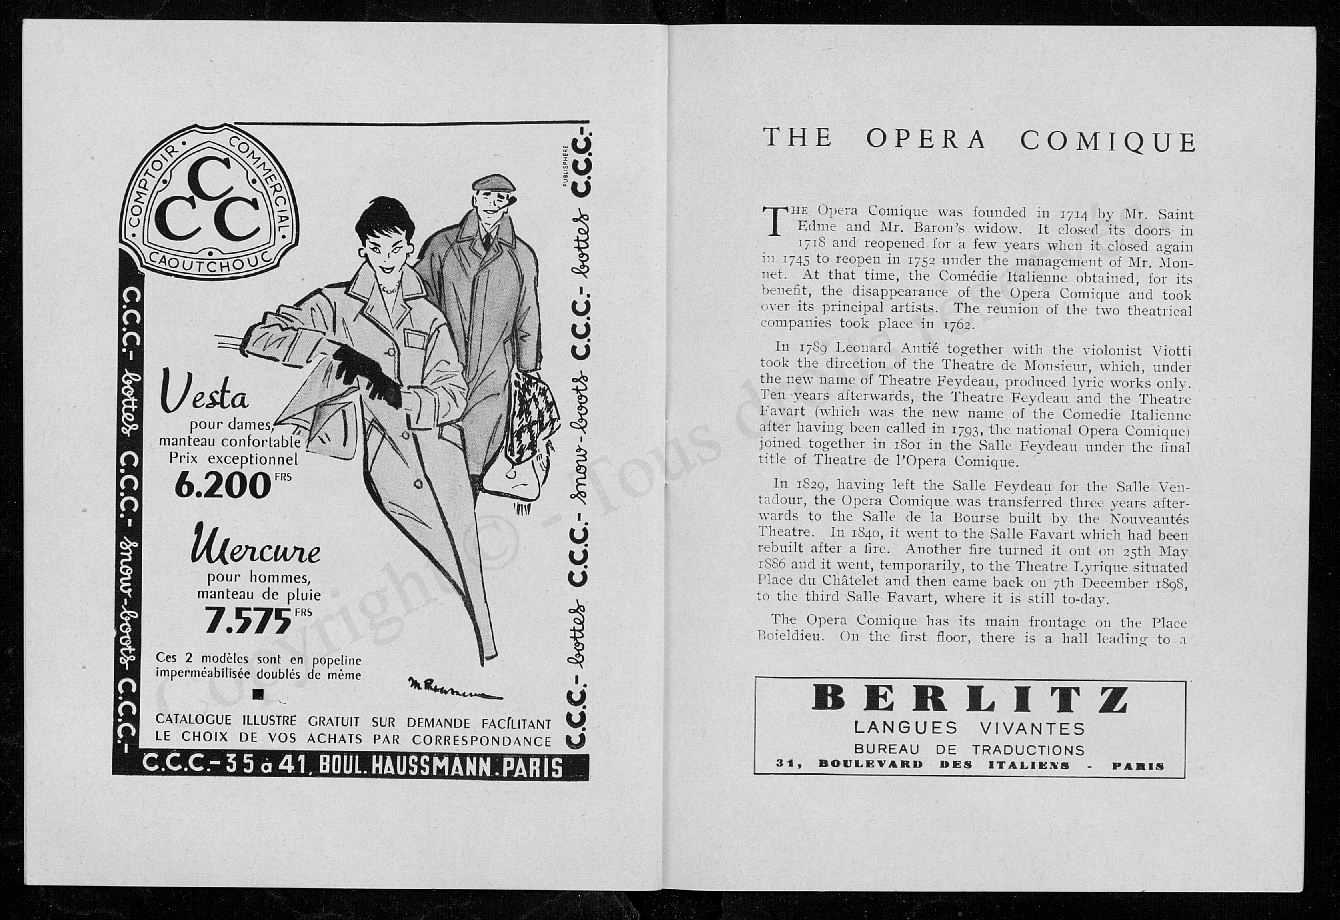 COMPTOIR · COMMERCIAL · CAOUTCHOUC
C
C C
C.C.C.- bottes C.C.C.- snow-boots C.C.C.-
PUBLISPHÈRE
C.C.C.- bottes C.C.C.- snow-boots C.C.C.- bottes C.C.C.-
Vesta
pour dames,
manteau confortable
Prix exceptionnel
6.200 FRS
Mercure
pour hommes,
manteau de pluie
7.575 FRS
Ces 2 modèles sont en popeline
imperméabilisée doublés de même
CATALOGUE ILLUSTRE GRATUIT SUR DEMANDE FACILITANT
LE CHOIX DE VOS ACHATS PAR CORRESPONDANCE
C.C.C.-35 à 41, BOUL. HAUSSMANN.PARIS
THE OPERA COMIQUE
THE Opera Comique was founded in 1714 by Mr. Saint
Edme and Mr. Baron's widow. It closed its doors in
1718 and reopened for a few years when it closed again
in 1745 to reopen in 1752 under the management of Mr. Mon-
net. At that time, the Comédie Italienne obtained, for its
benefit, the disappearance of the Opera Comique and took
over its principal artists. The reunion of the two theatrical
companies took place in 1762.
In 1789 Leonard Antié together with the violonist Viotti
took the direction of the Theatre de Monsieur, which, under
the new name of Theatre Feydeau, produced lyric works only.
Ten years afterwards, the Theatre Feydeau and the Theatre
Favart (which was the new name of the Comedie Italienne
after having been called in 1793, the national Opera Comique)
joined together in 1801 in the Salle Feydeau under the final
title of Theatre de l'Opera Comique.
In 1829, having left the Salle Feydeau for the Salle Ven-
tadour, the Opera Comique was transferred three years after-
wards to the Salle de la Bourse built by the Nouveautés
Theatre. In 1840, it went to the Salle Favart which had been
rebuilt after a fire. Another fire turned it out on 25th May
1886 and it went, temporarily, to the Theatre Lyrique situated
Place du Châtelet and then came back on 7th December 1898,
to the third Salle Favart, where it is still to-day.
The Opera Comique has its main frontage on the Place
Boieldieu. On the first floor, there is a hall leading to a
BERLITZ
LANGUES VIVANTES
BUREAU DE TRADUCTIONS
31, BOULEVARD DES ITALIENS - PARIS
Copyright © - Tous